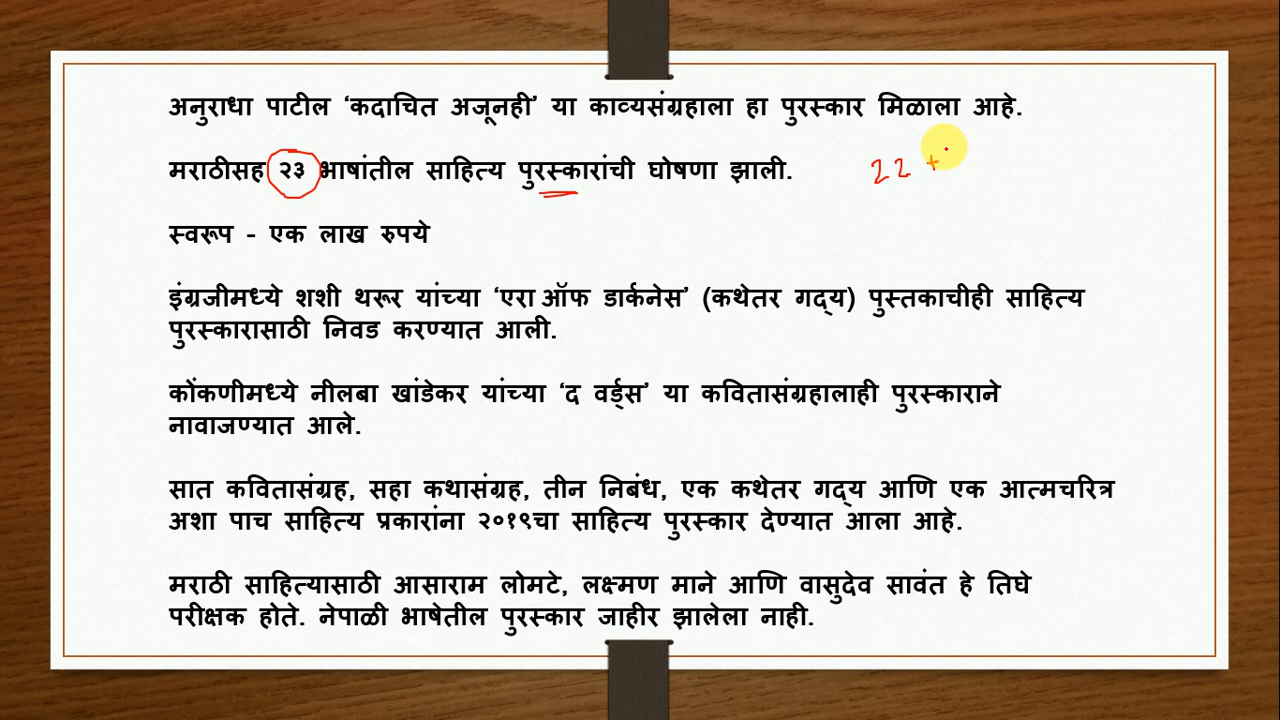 अनुराधा पाटील ‘कदाचित अजूनही’ या काव्यसंग्रहाला हा पुरस्कार मिळाला आहे.
मराठीसह २३ भाषांतील साहित्य पुरस्कारांची घोषणा झाली. 22 +
स्वरूप - एक लाख रुपये
इंग्रजीमध्ये शशी थरूर यांच्या ‘एरा ऑफ डार्कनेस’ (कथेतर गद्य) पुस्तकाचीही साहित्य
पुरस्कारासाठी निवड करण्यात आली.
कोंकणीमध्ये नीलबा खांडेकर यांच्या ‘द वर्ड्स’ या कवितासंग्रहालाही पुरस्काराने
नावाजण्यात आले.
सात कवितासंग्रह, सहा कथासंग्रह, तीन निबंध, एक कथेतर गद्य आणि एक आत्मचरित्र
अशा पाच साहित्य प्रकारांना २०१९चा साहित्य पुरस्कार देण्यात आला आहे.
मराठी साहित्यासाठी आसाराम लोमटे, लक्ष्मण माने आणि वासुदेव सावंत हे तिघे
परीक्षक होते. नेपाळी भाषेतील पुरस्कार जाहीर झालेला नाही.